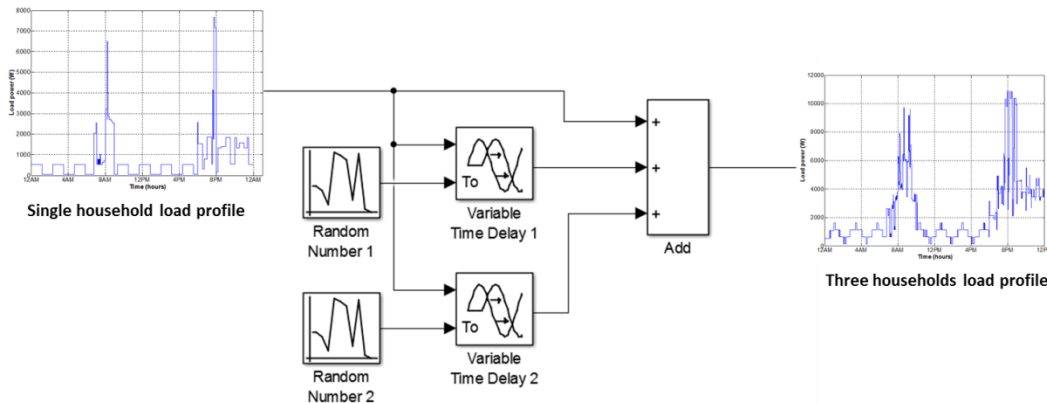 8000
7000
6000
5000
4000
3000
2000
1000
0
Load power (W)
12AM 4AM 8AM 12PM 4PM 8PM 12AM
Time (hours)
Single household load profile
Random
Number 1
To
Variable
Time Delay 1
Random
Number 2
To
Variable
Time Delay 2
+
+
+
Add
12000
10000
8000
6000
4000
2000
0
Load power (W)
12AM 4AM 8AM 12PM 4PM 8PM 12P
Time (hours)
Three households load profile